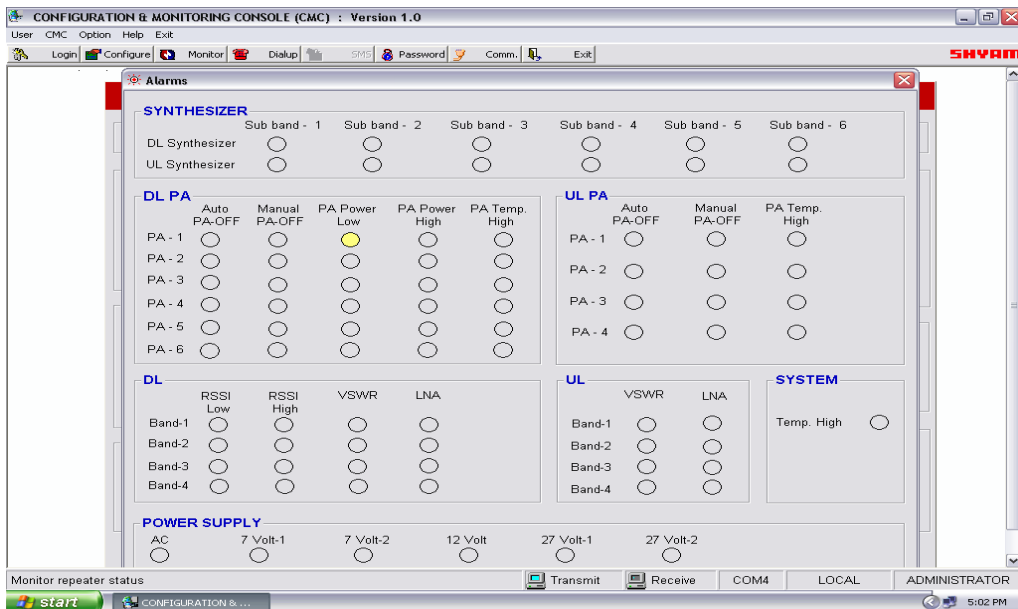 CONFIGURATION & MONITORING CONSOLE (CMC) : Version 1.0
User CMC Option Help Exit
Login Configure Monitor Dialup SMS Password Comm. Exit SHYAM
Alarms
SYNTHESIZER
Sub band - 1 Sub band - 2 Sub band - 3 Sub band - 4 Sub band - 5 Sub band - 6
DL Synthesizer
UL Synthesizer
DL PA
Auto PA-OFF Manual PA-OFF PA Power Low PA Power High PA Temp. High
PA - 1
PA - 2
PA - 3
PA - 4
PA - 5
PA - 6
UL PA
Auto PA-OFF Manual PA-OFF PA Temp. High
PA - 1
PA - 2
PA - 3
PA - 4
DL
RSSI Low RSSI High VSWR LNA
Band-1
Band-2
Band-3
Band-4
UL
VSWR LNA
Band-1
Band-2
Band-3
Band-4
SYSTEM
Temp. High
POWER SUPPLY
AC 7 Volt-1 7 Volt-2 12 Volt 27 Volt-1 27 Volt-2
Monitor repeater status Transmit Receive COM4 LOCAL ADMINISTRATOR
start CONFIGURATION & ... 5:02 PM